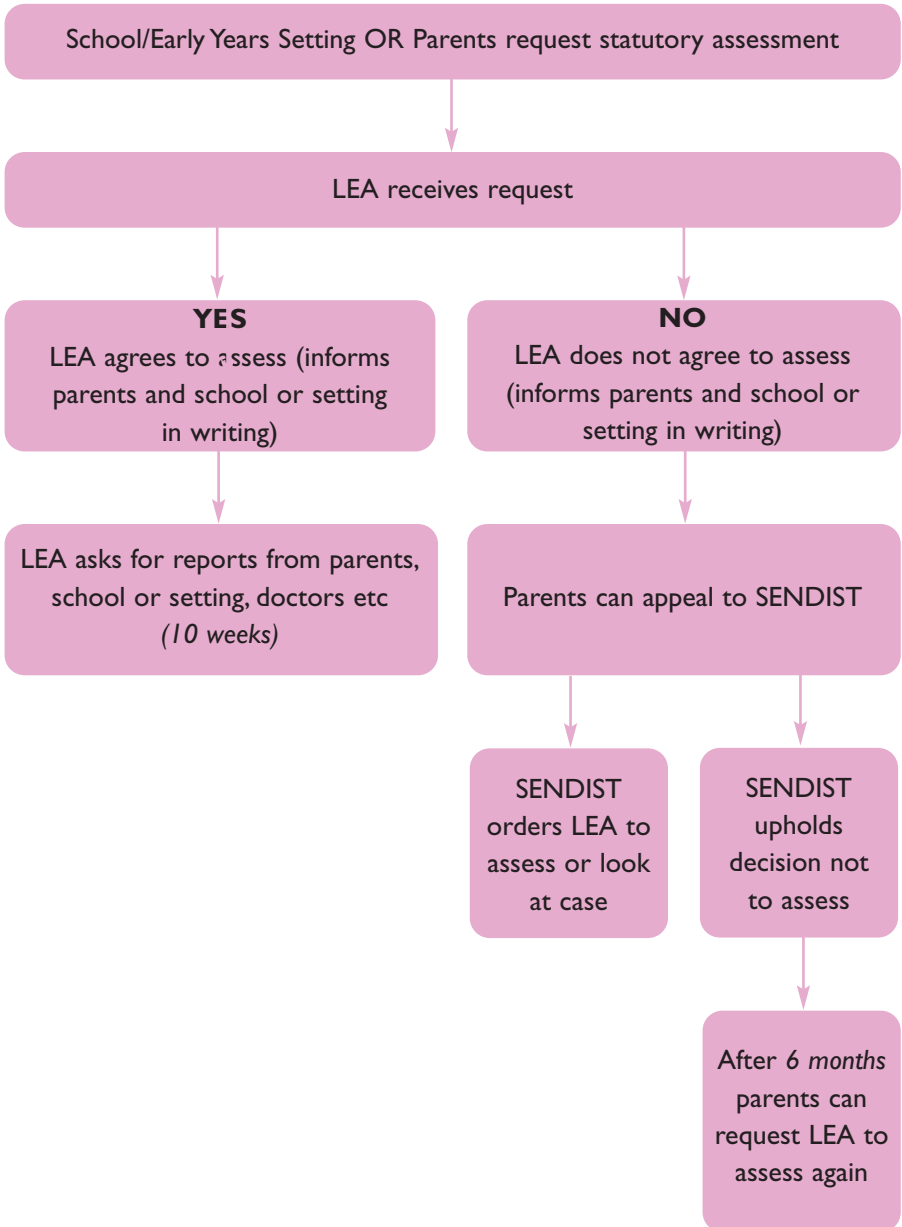 School/Early Years Setting OR Parents request statutory assessment
LEA receives request
YES
LEA agrees to assess (informs
parents and school or setting
in writing)
NO
LEA does not agree to assess
(informs parents and school or
setting in writing)
LEA asks for reports from parents,
school or setting, doctors etc
(10 weeks)
Parents can appeal to SENDIST
SENDIST
orders LEA to
assess or look
at case
SENDIST
upholds
decision not
to assess
After 6 months
parents can
request LEA to
assess again